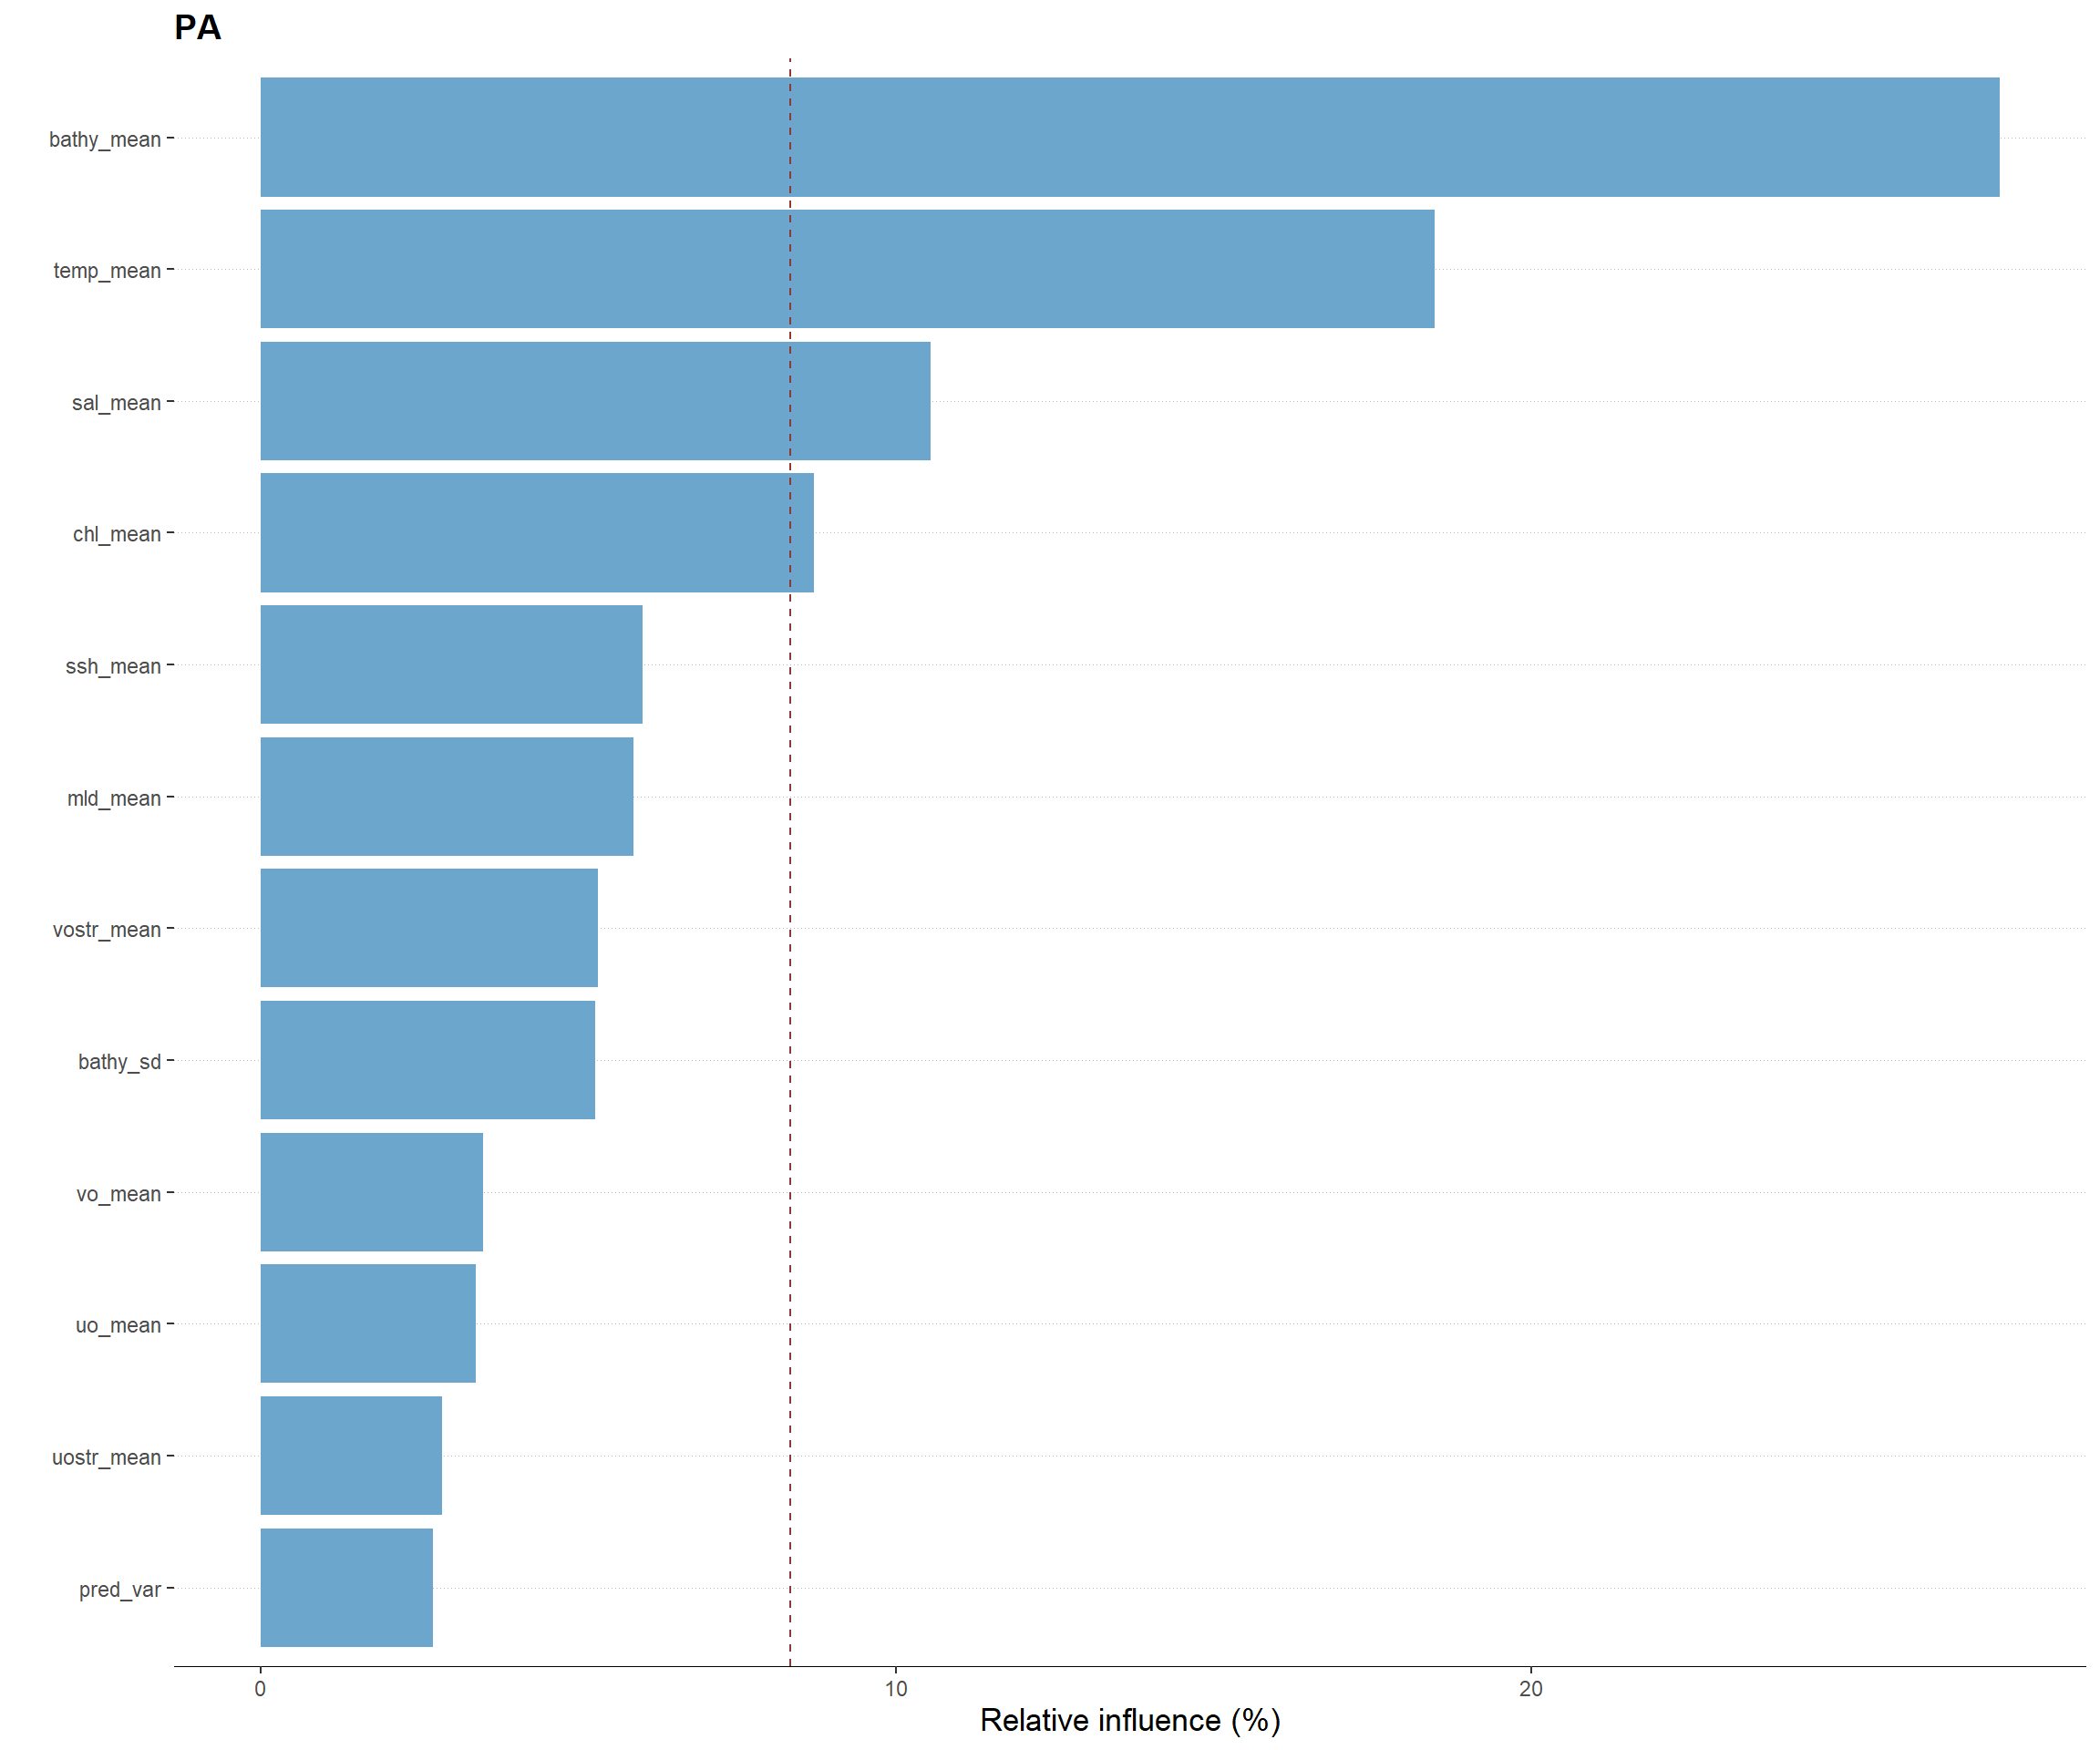 PA
bathy_mean
temp_mean
sal_mean
chl_mean
ssh_mean
mld_mean
vostr_mean
bathy_sd
vo_mean
uo_mean
uostr_mean
pred_var
0 10 20
Relative influence (%)